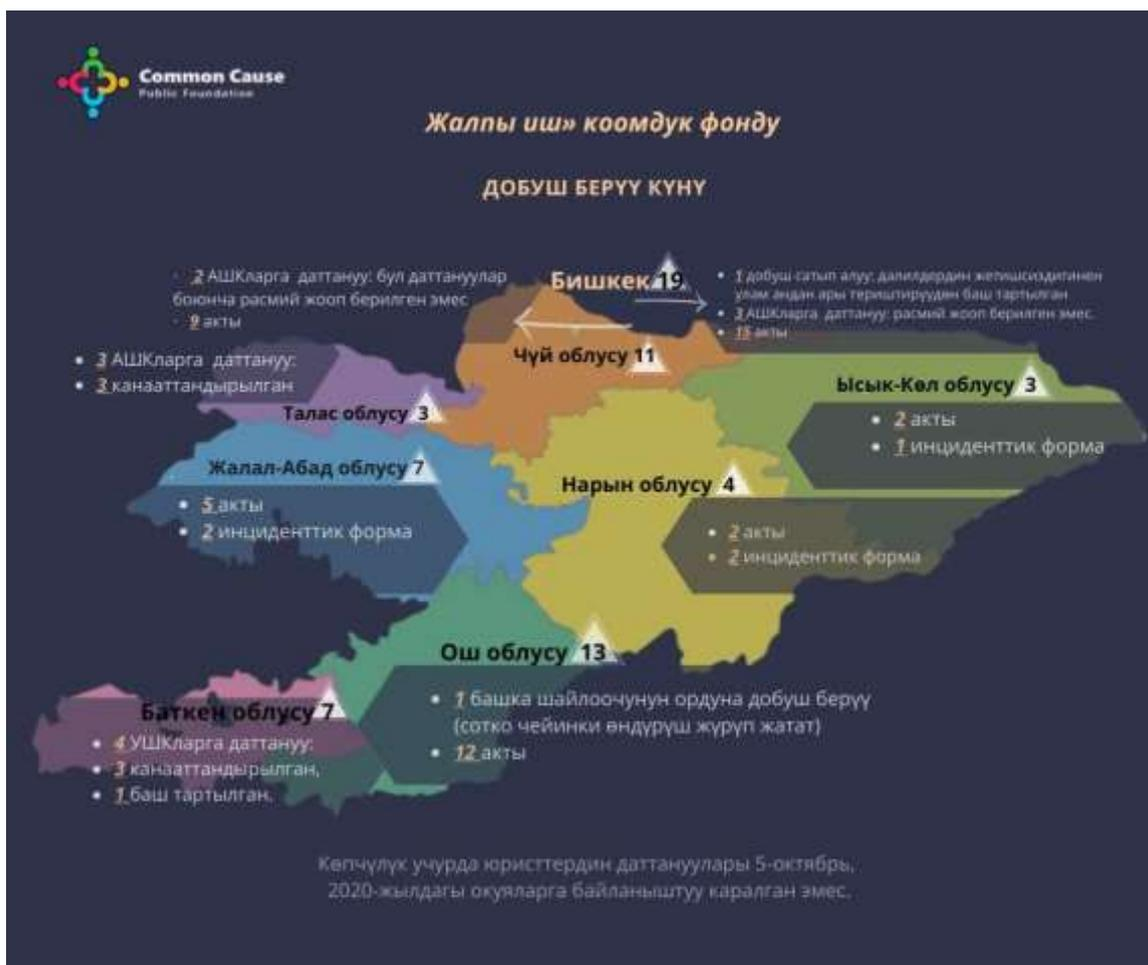 Common Cause
Public Foundation
Жалпы иш» коомдук фонду
ДОБУШ БЕРҮҮ КҮНҮ
· 2 АШКларга даттануу: бул даттануулар
боюнча расмий жооп берилген эмес
· 9 акты
Бишкек 19
• 1 добуш сатып алуу: далилдердин жетишсиздигинен
улам андан ары териштирүүдөн баш тартылган
• 3 АШКларга даттануу: расмий жооп берилген эмес.
• 15 акты
Чүй облусу 11
• 3 АШКларга даттануу:
• 3 канааттандырылган
Талас облусу 3
Ысык-Көл облусу 3
• 2 акты
• 1 инциденттик форма
Жалал-Абад облусу 7
• 5 акты
• 2 инциденттик форма
Нарын облусу 4
• 2 акты
• 2 инциденттик форма
Ош облусу 13
• 1 башка шайлоочунун ордуна добуш берүү
(сотко чейинки өндүрүш жүрүп жатат)
• 12 акты
Баткен облусу 7
• 4 УШКларга даттануу:
• 3 канааттандырылган,
• 1 баш тартылган.
Көпчүлүк учурда юристтердин даттануулары 5-октябрь,
2020-жылдагы окуяларга байланыштуу каралган эмес.